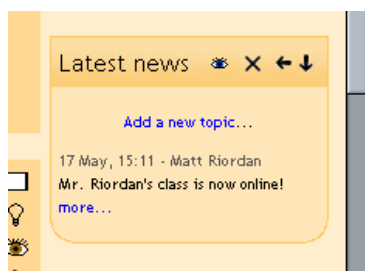 Latest news
Add a new topic...
17 May, 15:11 - Matt Riordan
Mr. Riordan's class is now online!
more...